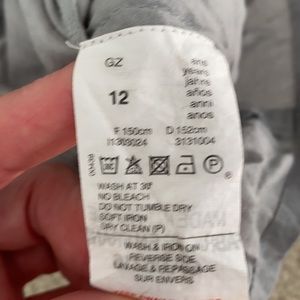 GZ
ans
years
jahre
años
anni
anos
12
F 150cm D 152cm
I1303024 3131004
P
®
WASH AT 30°
NO BLEACH
DO NOT TUMBLE DRY
SOFT IRON
DRY CLEAN (P)
WASH & IRON ON
REVERSE SIDE
LAVAGE & REPASSAGE
SUR ENVERS